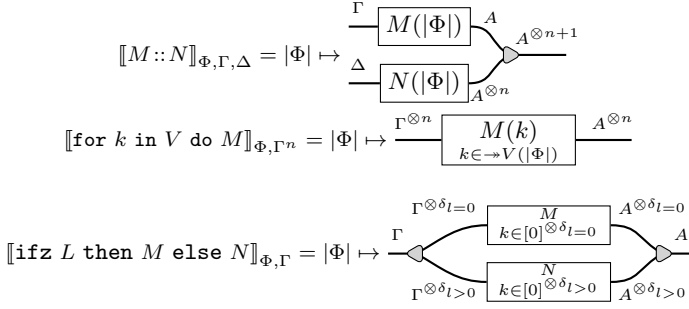 Γ M(|Φ|) A
⟦M::N⟧_{Φ,Γ,Δ} = |Φ| ↦ A^{⊗n+1}
Δ N(|Φ|) A^{⊗n}
⟦for k in V do M⟧_{Φ,Γ^n} = |Φ| ↦ Γ^{⊗n} M(k) A^{⊗n}
k∈↠V(|Φ|)
Γ^{⊗δ_{l=0}} M A^{⊗δ_{l=0}}
k∈[0]^{⊗δ_{l=0}}
⟦ifz L then M else N⟧_{Φ,Γ} = |Φ| ↦ Γ A
N
Γ^{⊗δ_{l>0}} k∈[0]^{⊗δ_{l>0}} A^{⊗δ_{l>0}}